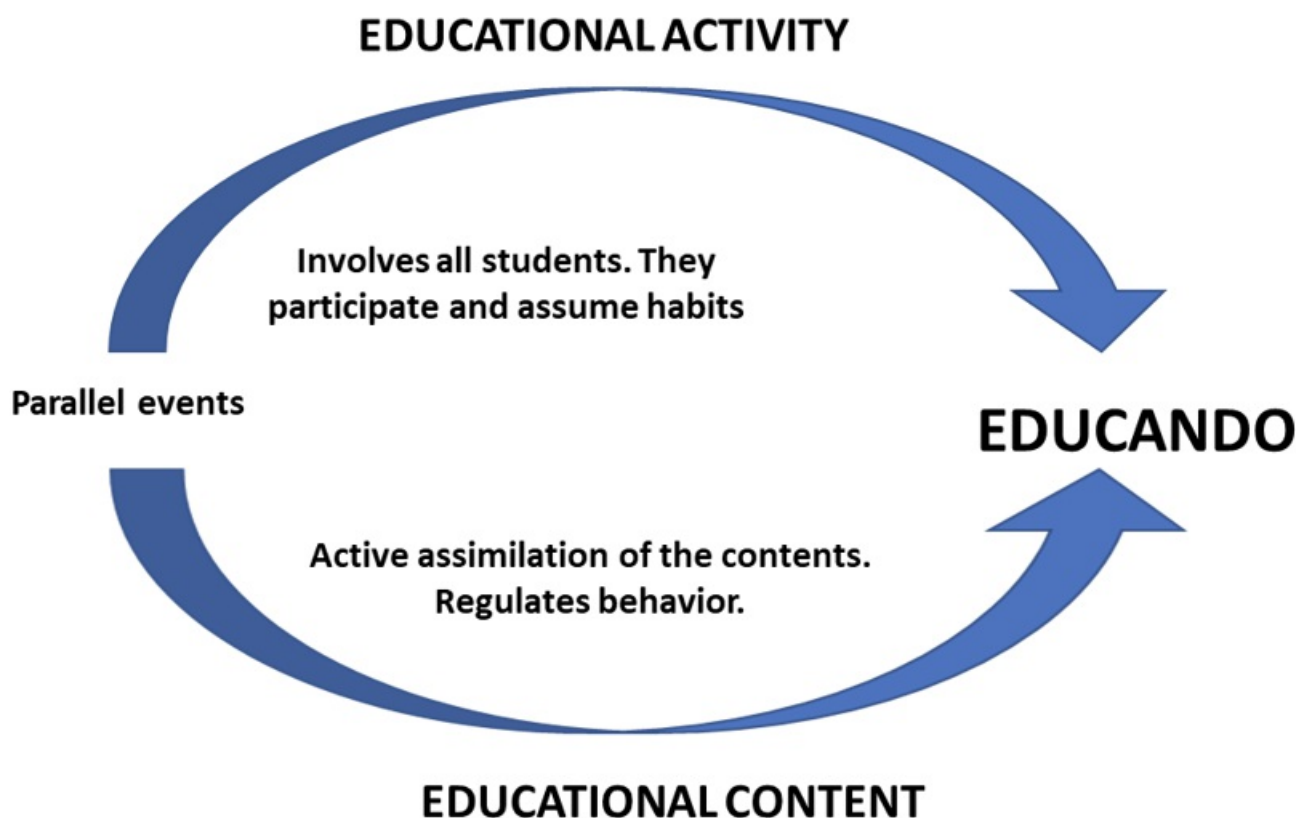 EDUCATIONAL ACTIVITY
Involves all students. They
participate and assume habits
Parallel events
EDUCANDO
Active assimilation of the contents.
Regulates behavior.
EDUCATIONAL CONTENT